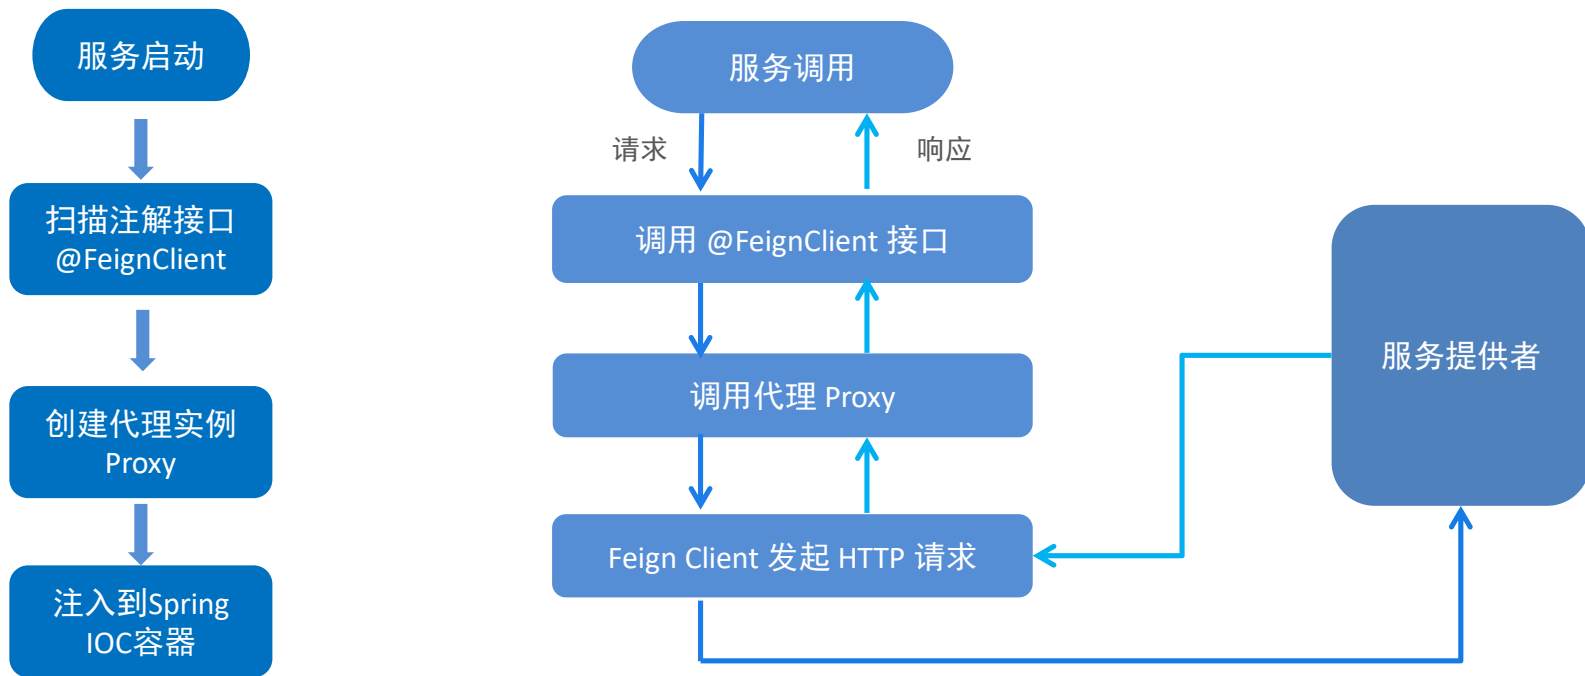 服务启动
扫描注解接口
@FeignClient
创建代理实例
Proxy
注入到Spring
IOC容器
服务调用
请求
响应
调用 @FeignClient 接口
调用代理 Proxy
Feign Client 发起 HTTP 请求
服务提供者